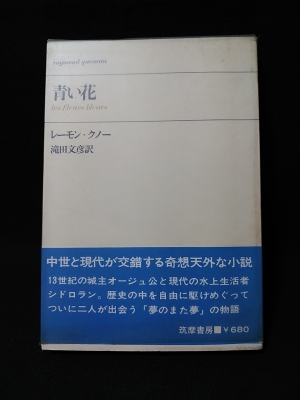 raymond queneau
青い花
les fleurs bleues
レーモン・クノー
滝田文彦訳
中世と現代が交錯する奇想天外な小説
13世紀の城主オージュ公と現代の水上生活者
シドロラン。歴史の中を自由に駆けめぐって
ついに二人が出会う「夢のまた夢」の物語
筑摩書房■￥680